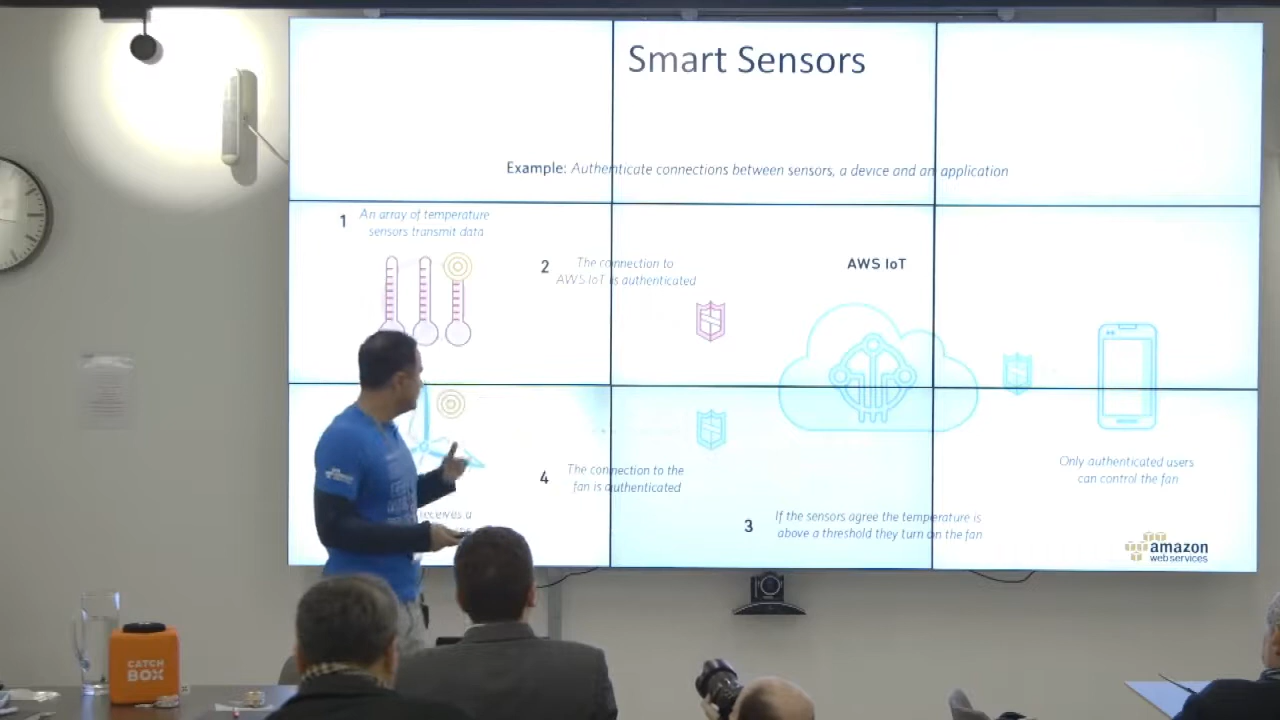 Smart Sensors
Example: Authenticate connections between sensors, a device and an application
1
An array of temperature
sensors transmit data
2
The connection to
AWS IoT is authenticated
AWS IoT
4
The connection to the
fan is authenticated
3
If the sensors agree the temperature is
above a threshold they turn on the fan
Only authenticated users
can control the fan
receives a
amazon
web services
CATCH
BOX